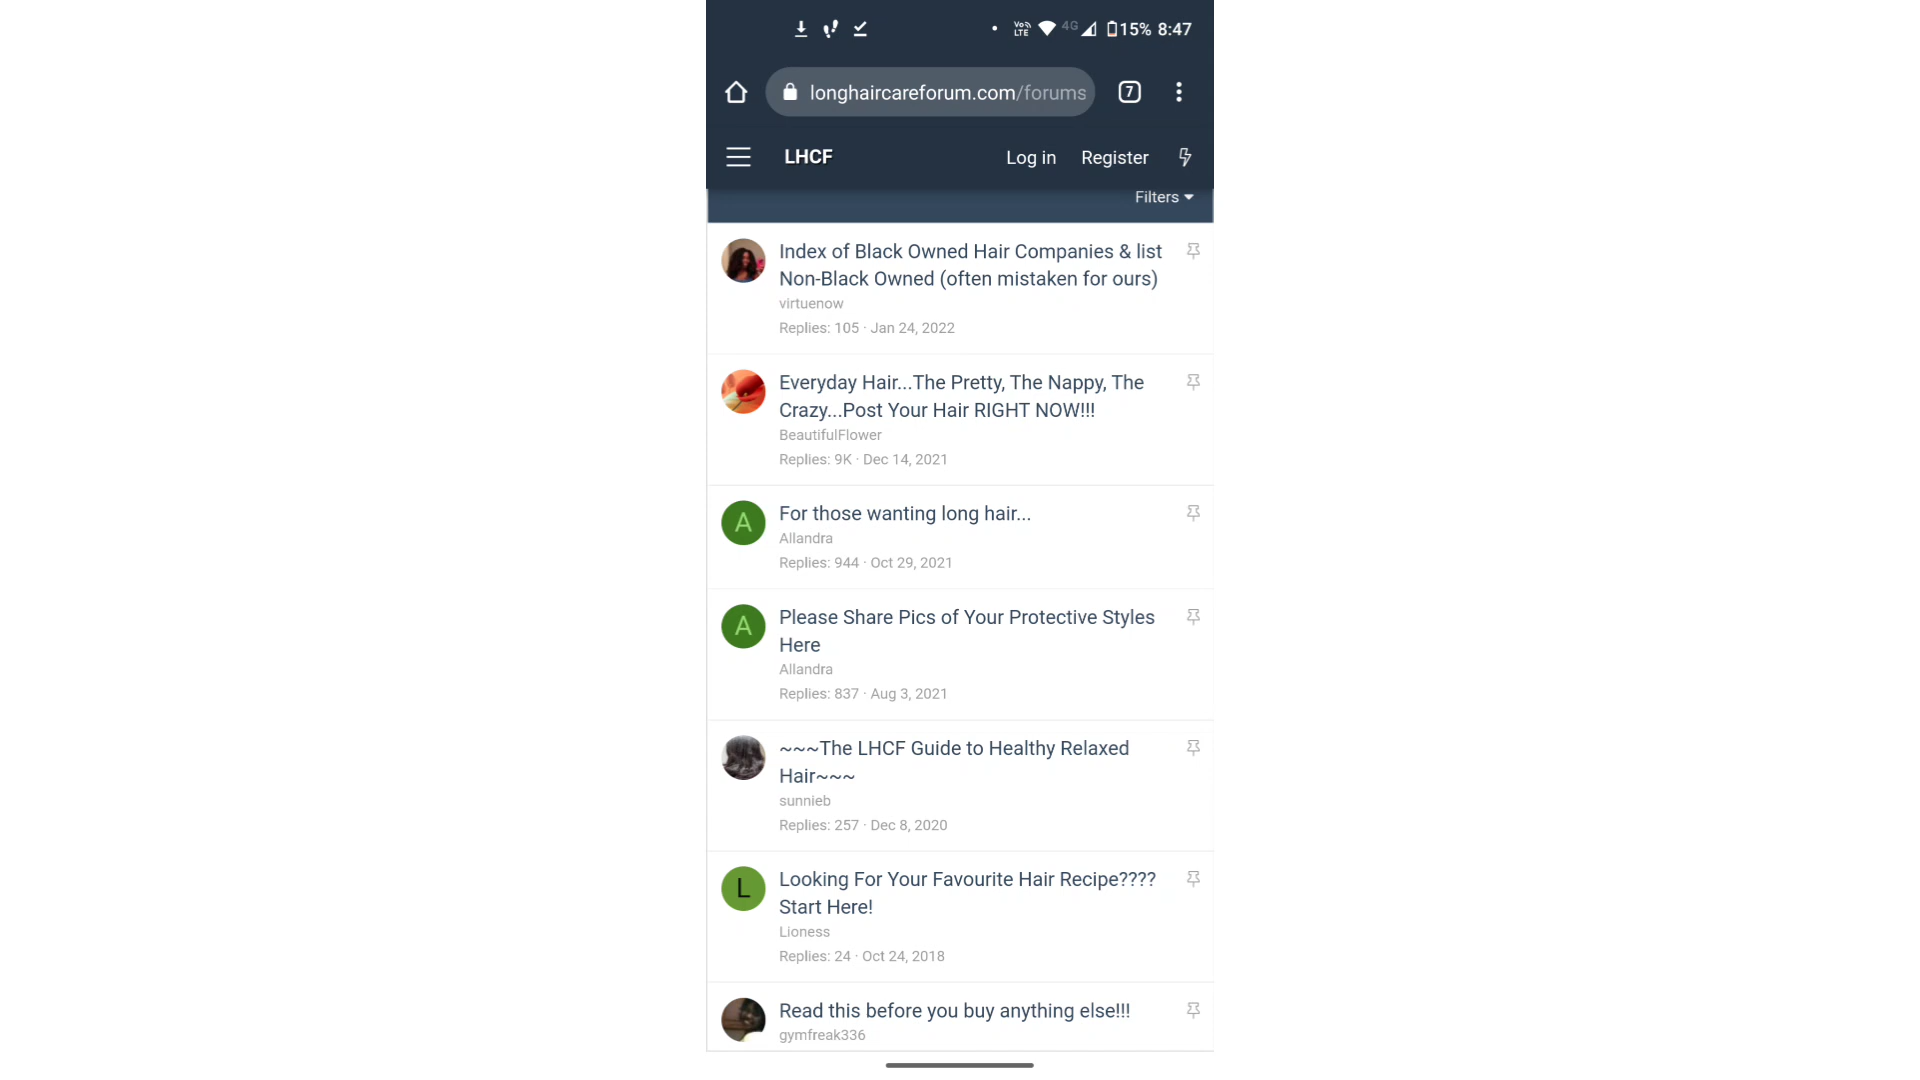 Vo LTE 4G 15% 8:47
longhaircareforum.com/forums 7
LHCF Log in Register
Filters
Index of Black Owned Hair Companies & list
Non-Black Owned (often mistaken for ours)
virtuenow
Replies: 105 · Jan 24, 2022
Everyday Hair...The Pretty, The Nappy, The
Crazy...Post Your Hair RIGHT NOW!!!
BeautifulFlower
Replies: 9K · Dec 14, 2021
A For those wanting long hair...
Allandra
Replies: 944 · Oct 29, 2021
A Please Share Pics of Your Protective Styles
Here
Allandra
Replies: 837 · Aug 3, 2021
~~~The LHCF Guide to Healthy Relaxed
Hair~~~
sunnieb
Replies: 257 · Dec 8, 2020
L Looking For Your Favourite Hair Recipe????
Start Here!
Lioness
Replies: 24 · Oct 24, 2018
Read this before you buy anything else!!!
gymfreak336